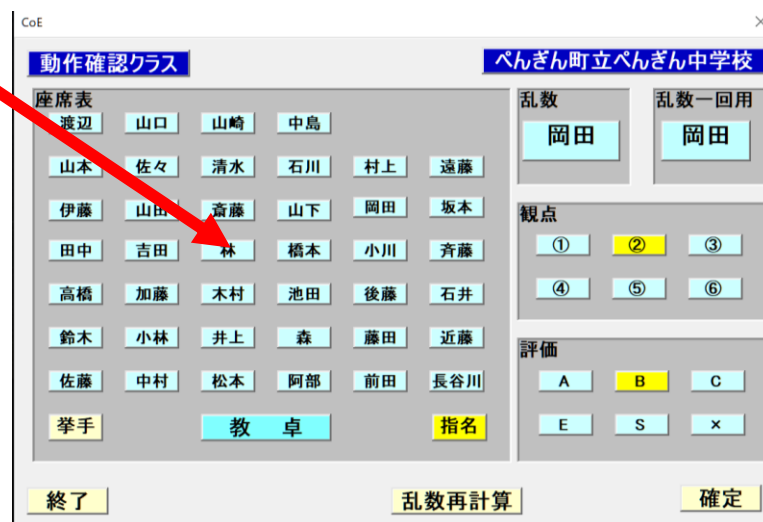 CoE
動作確認クラス ぺんぎん町立ぺんぎん中学校
座席表 乱数 乱数一回用
渡辺 山口 山崎 中島 岡田 岡田
山本 佐々 清水 石川 村上 遠藤
伊藤 山田 斎藤 山下 岡田 坂本
観点
田中 吉田 林 橋本 小川 斉藤 ① ② ③
高橋 加藤 木村 池田 後藤 石井 ④ ⑤ ⑥
鈴木 小林 井上 森 藤田 近藤
評価
佐藤 中村 松本 阿部 前田 長谷川 A B C
挙手 教 卓 指名 E S ×
終了 乱数再計算 確定